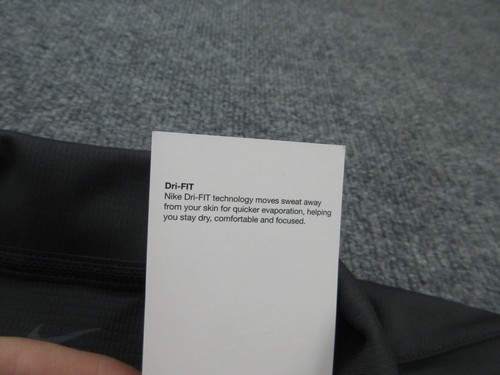 Dri-FIT
Nike Dri-FIT technology moves sweat away
from your skin for quicker evaporation, helping
you stay dry, comfortable and focused.